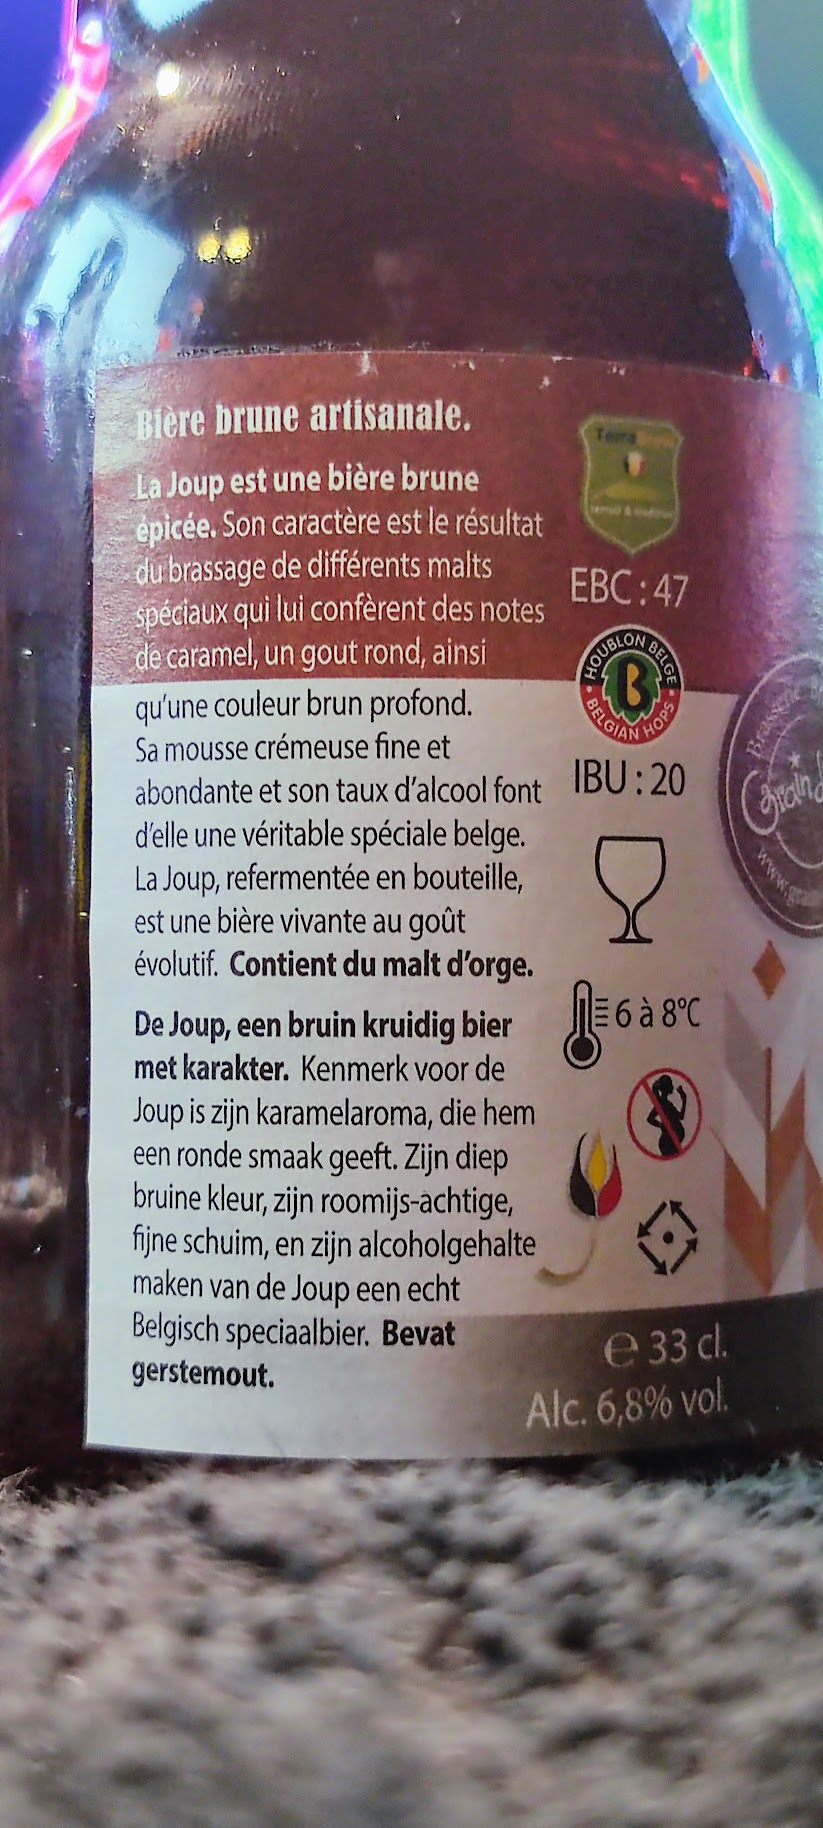 Bière brune artisanale.
La Joup est une bière brune
épicée. Son caractère est le résultat
du brassage de différents malts
spéciaux qui lui confèrent des notes
de caramel, un gout rond, ainsi
qu'une couleur brun profond.
Sa mousse crémeuse fine et
abondante et son taux d'alcool font
d'elle une véritable spéciale belge.
La Joup, refermentée en bouteille,
est une bière vivante au goût
évolutif. Contient du malt d'orge.
De Joup, een bruin kruidig bier
met karakter. Kenmerk voor de
Joup is zijn karamelaroma, die hem
een ronde smaak geeft. Zijn diep
bruine kleur, zijn roomijs-achtige,
fijne schuim, en zijn alcoholgehalte
maken van de Joup een echt
Belgisch speciaalbier. Bevat
gerstemout.
EBC : 47
HOUBLON BELGE
B
BELGIAN HOPS
IBU : 20
6 à 8°C
e 33 cl.
Alc. 6,8% vol.